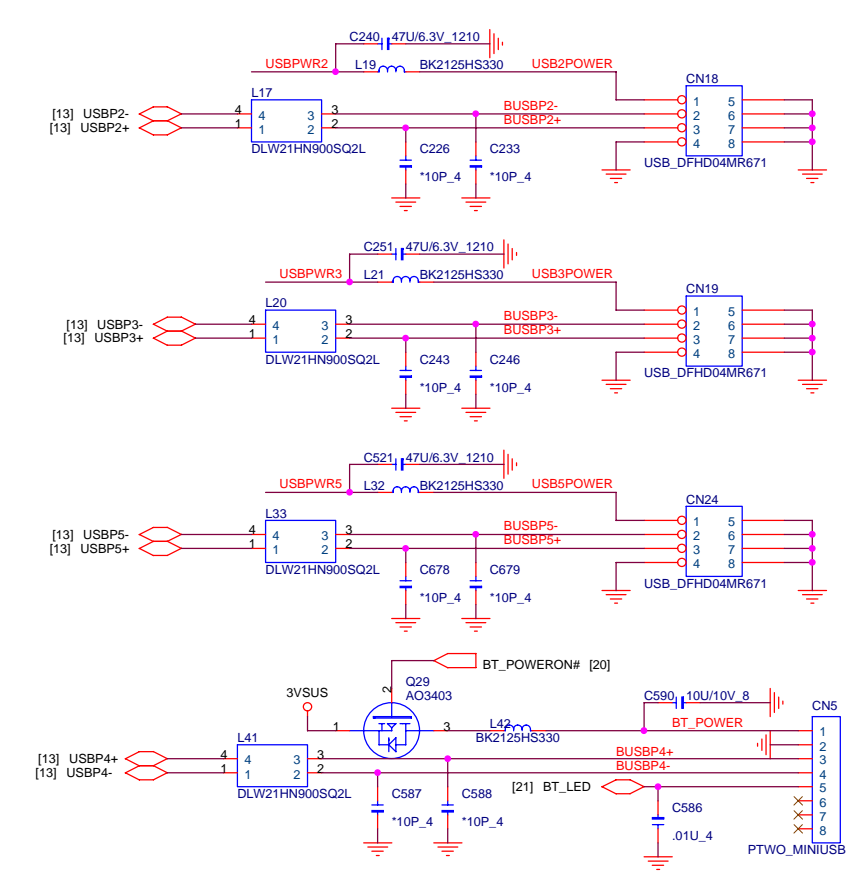 C240 47U/6.3V_1210
USBPWR2 L19 BK2125HS330 USB2POWER
CN18
L17
[13] USBP2- 4 4 3 3 BUSBP2- 1 5
[13] USBP2+ 1 1 2 2 BUSBP2+ 2 6
3 7
4 8
DLW21HN900SQ2L C226 C233 USB_DFHD04MR671
*10P_4 *10P_4
C251 47U/6.3V_1210
USBPWR3 L21 BK2125HS330 USB3POWER
CN19
L20
[13] USBP3- 4 4 3 3 BUSBP3- 1 5
[13] USBP3+ 1 1 2 2 BUSBP3+ 2 6
3 7
4 8
DLW21HN900SQ2L C243 C246 USB_DFHD04MR671
*10P_4 *10P_4
C521 47U/6.3V_1210
USBPWR5 L32 BK2125HS330 USB5POWER
CN24
L33
[13] USBP5- 4 4 3 3 BUSBP5- 1 5
[13] USBP5+ 1 1 2 2 BUSBP5+ 2 6
3 7
4 8
DLW21HN900SQ2L C678 C679 USB_DFHD04MR671
*10P_4 *10P_4
BT_POWERON# [20]
2 Q29
3VSUS AO3403 C590 10U/10V_8 CN5
1 3 L42 BT_POWER 1
BK2125HS330
L41 2
[13] USBP4+ 4 4 3 3 BUSBP4+ 3
[13] USBP4- 1 1 2 2 BUSBP4- 4
DLW21HN900SQ2L C587 C588 [21] BT_LED 5
*10P_4 *10P_4 C586 6
7
.01U_4 8
PTWO_MINIUSB